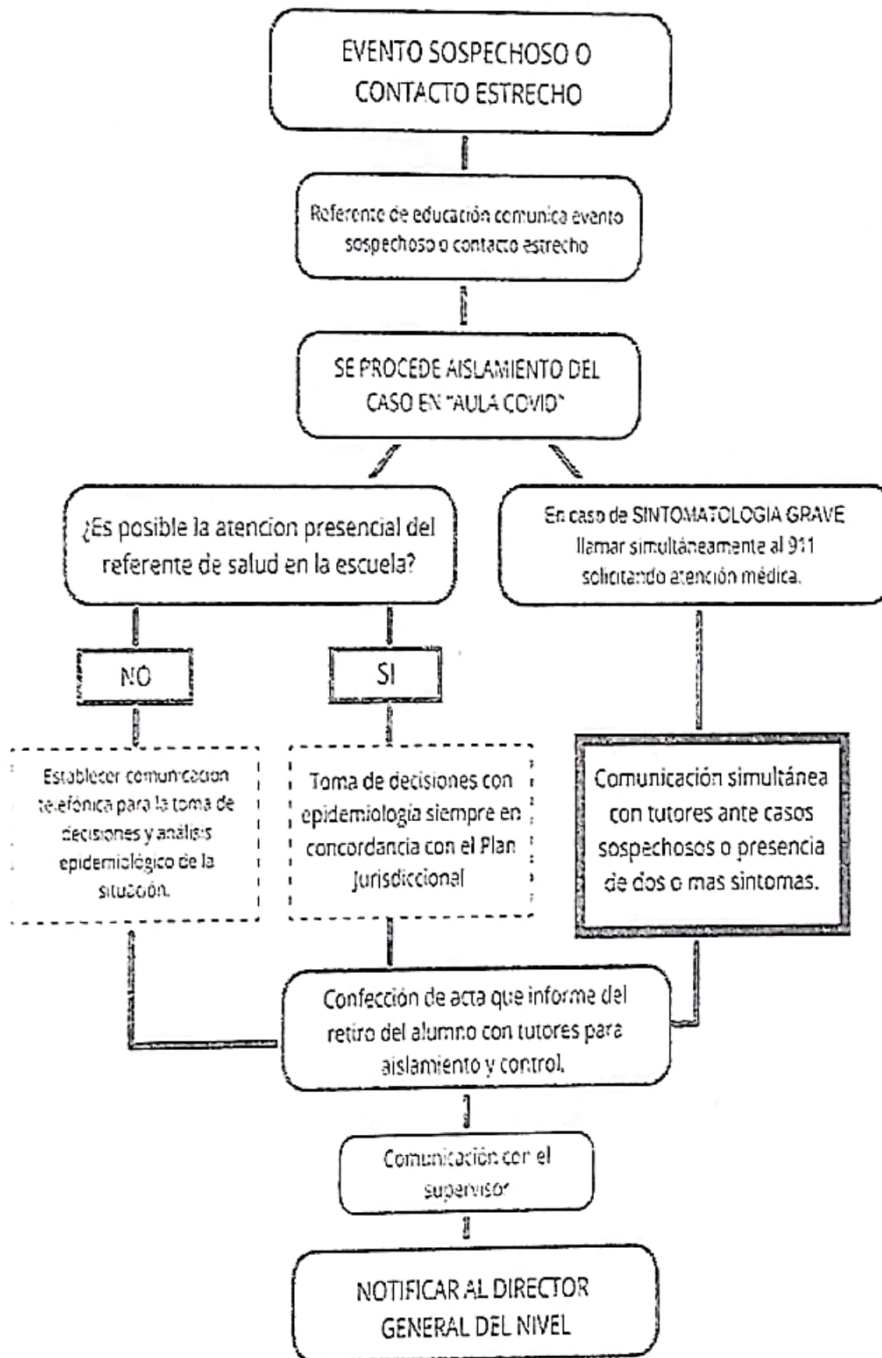 EVENTO SOSPECHOSO O
CONTACTO ESTRECHO
Referente de educación comunica evento
sospechoso o contacto estrecho
SE PROCEDE AISLAMIENTO DEL
CASO EN "AULA COVID"
¿Es posible la atencion presencial del
referente de salud en la escuela?
En caso de SINTOMATOLOGIA GRAVE
llamar simultáneamente al 911
solicitando atención médica.
NO
SI
Establecer comunicación
telefónica para la toma de
decisiones y análisis
epidemiológico de la
situación.
Toma de decisiones con
epidemiología siempre en
concordancia con el Plan
Jurisdiccional
Comunicación simultánea
con tutores ante casos
sospechosos o presencia
de dos o mas sintomas.
Confección de acta que informe del
retiro del alumno con tutores para
aislamiento y control.
Comunicación con el
supervisor
NOTIFICAR AL DIRECTOR
GENERAL DEL NIVEL